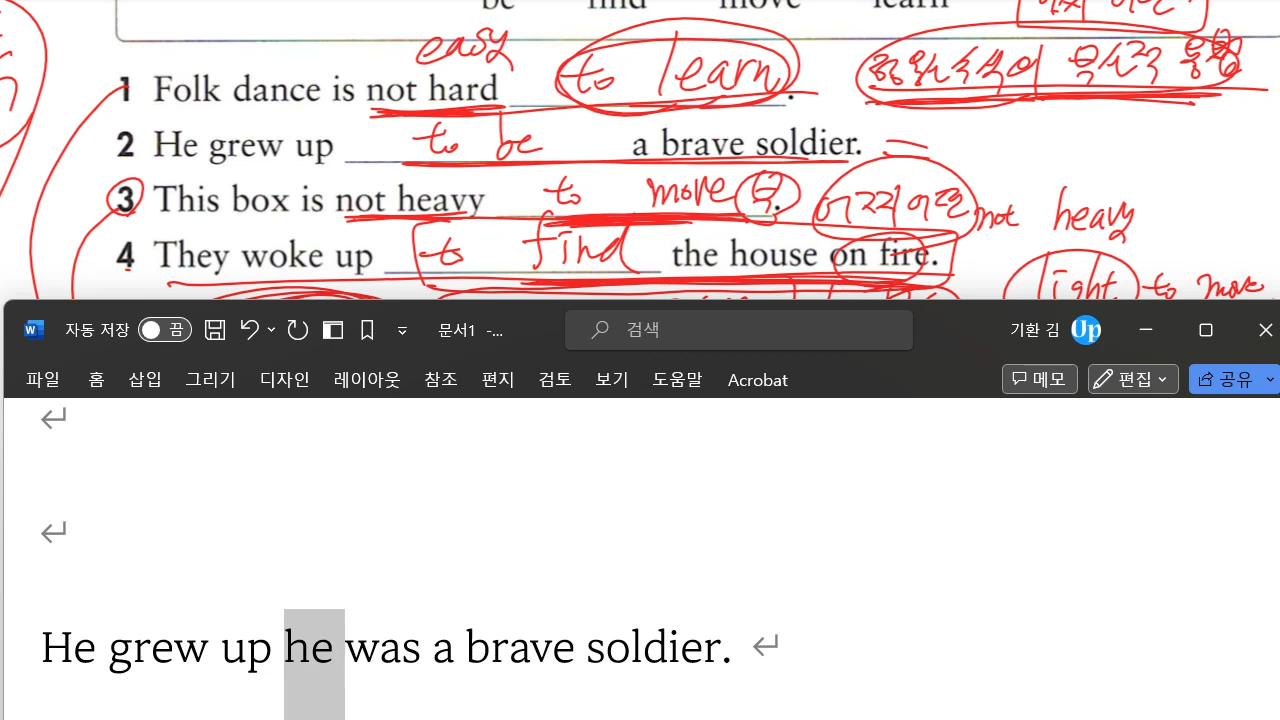 be find move learn
easy
1 Folk dance is not hard to learn.
형용사 수식의 부사적 용법
2 He grew up to be a brave soldier. =
3 This box is not heavy to move 부. not heavy
4 They woke up to find the house on fire.
light to move
자동 저장 끔 문서1 -... 검색 기환 김 Up
파일 홈 삽입 그리기 디자인 레이아웃 참조 편지 검토 보기 도움말 Acrobat 메모 편집 공유
He grew up he was a brave soldier.